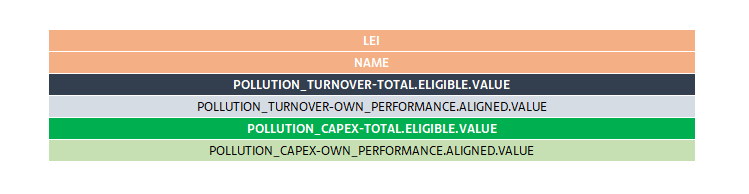 LEI
NAME
POLLUTION_TURNOVER-TOTAL.ELIGIBLE.VALUE
POLLUTION_TURNOVER-OWN_PERFORMANCE.ALIGNED.VALUE
POLLUTION_CAPEX-TOTAL.ELIGIBLE.VALUE
POLLUTION_CAPEX-OWN_PERFORMANCE.ALIGNED.VALUE